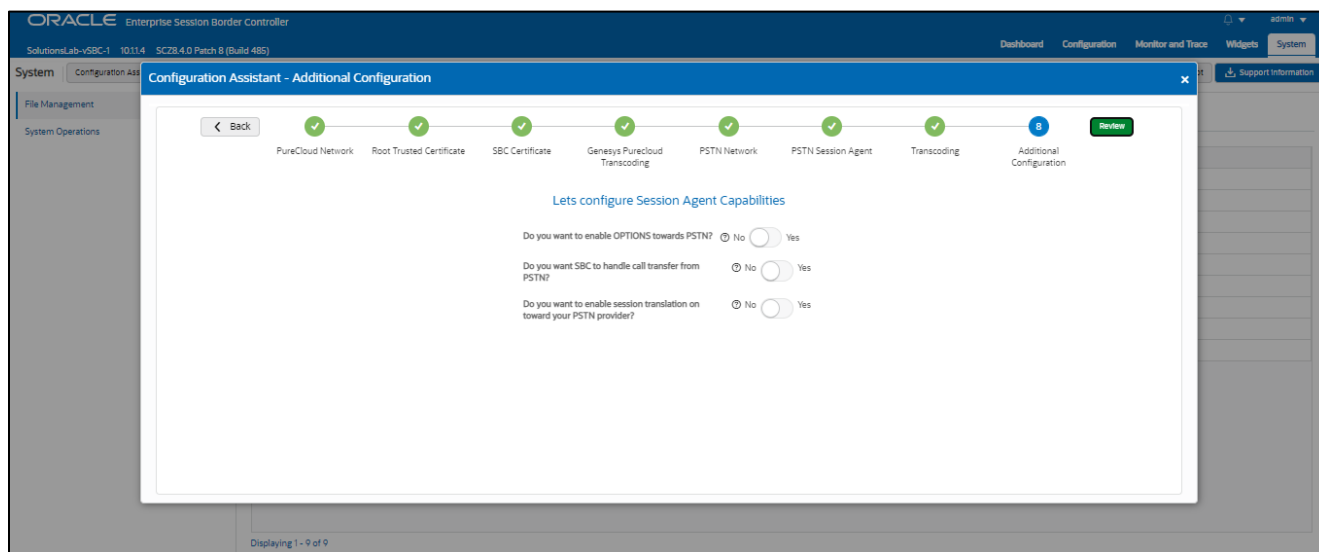 ORACLE Enterprise Session Border Controller
admin
SolutionsLab-vSBC-1 10.1.1.4 SCZ8.4.0 Patch 8 (Build 485)
Dashboard Configuration Monitor and Trace Widgets System
System Configuration Ass
Support Information
Configuration Assistant - Additional Configuration
×
File Management
System Operations
Back 8 Review
PureCloud Network Root Trusted Certificate SBC Certificate Genesys Purecloud PSTN Network PSTN Session Agent Transcoding Additional
Transcoding Configuration
Lets configure Session Agent Capabilities
Do you want to enable OPTIONS towards PSTN? ? No Yes
Do you want SBC to handle call transfer from ? No Yes
PSTN?
Do you want to enable session translation on ? No Yes
toward your PSTN provider?
Displaying 1 - 9 of 9